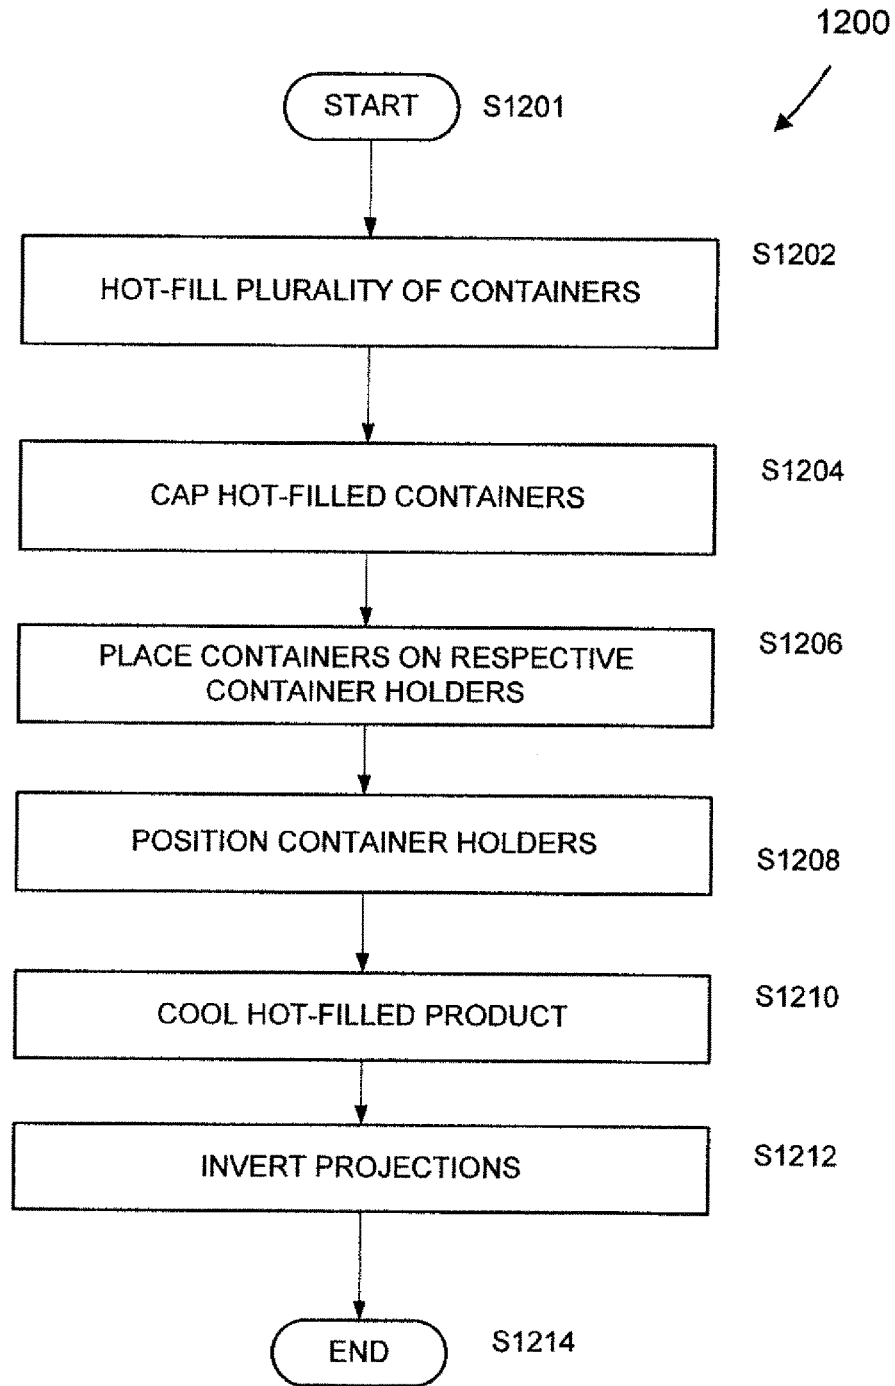 1200
START
S1201
HOT-FILL PLURALITY OF CONTAINERS
S1202
CAP HOT-FILLED CONTAINERS
S1204
PLACE CONTAINERS ON RESPECTIVE
CONTAINER HOLDERS
S1206
POSITION CONTAINER HOLDERS
S1208
COOL HOT-FILLED PRODUCT
S1210
INVERT PROJECTIONS
S1212
END
S1214